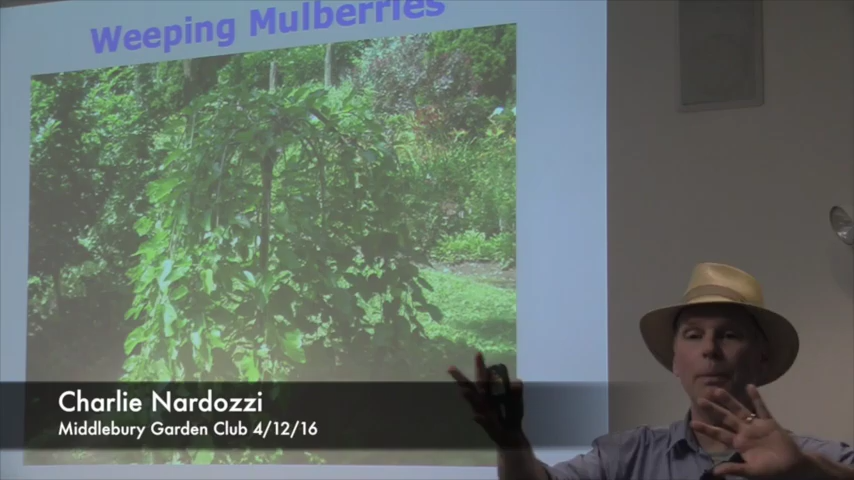 Weeping Mulberries
Charlie Nardozzi
Middlebury Garden Club 4/12/16